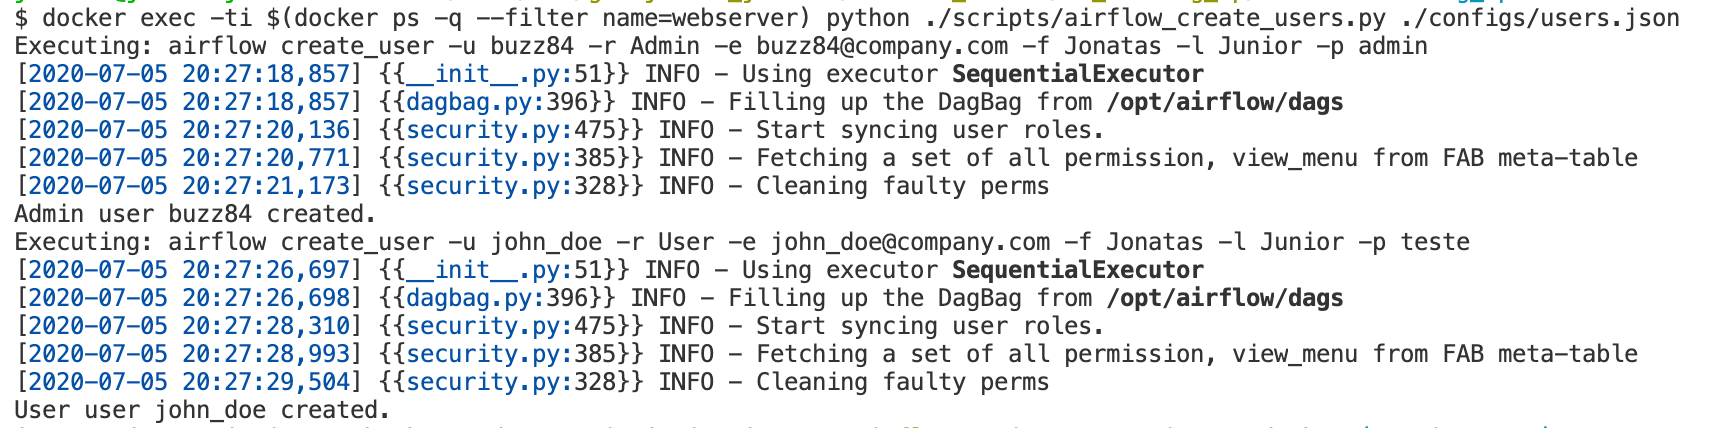 $ docker exec -ti $(docker ps -q --filter name=webserver) python ./scripts/airflow_create_users.py ./configs/users.json
Executing: airflow create_user -u buzz84 -r Admin -e buzz84@company.com -f Jonatas -l Junior -p admin
[2020-07-05 20:27:18,857] {{__init__.py:51}} INFO - Using executor SequentialExecutor
[2020-07-05 20:27:18,857] {{dagbag.py:396}} INFO - Filling up the DagBag from /opt/airflow/dags
[2020-07-05 20:27:20,136] {{security.py:475}} INFO - Start syncing user roles.
[2020-07-05 20:27:20,771] {{security.py:385}} INFO - Fetching a set of all permission, view_menu from FAB meta-table
[2020-07-05 20:27:21,173] {{security.py:328}} INFO - Cleaning faulty perms
Admin user buzz84 created.
Executing: airflow create_user -u john_doe -r User -e john_doe@company.com -f Jonatas -l Junior -p teste
[2020-07-05 20:27:26,697] {{__init__.py:51}} INFO - Using executor SequentialExecutor
[2020-07-05 20:27:26,698] {{dagbag.py:396}} INFO - Filling up the DagBag from /opt/airflow/dags
[2020-07-05 20:27:28,310] {{security.py:475}} INFO - Start syncing user roles.
[2020-07-05 20:27:28,993] {{security.py:385}} INFO - Fetching a set of all permission, view_menu from FAB meta-table
[2020-07-05 20:27:29,504] {{security.py:328}} INFO - Cleaning faulty perms
User user john_doe created.